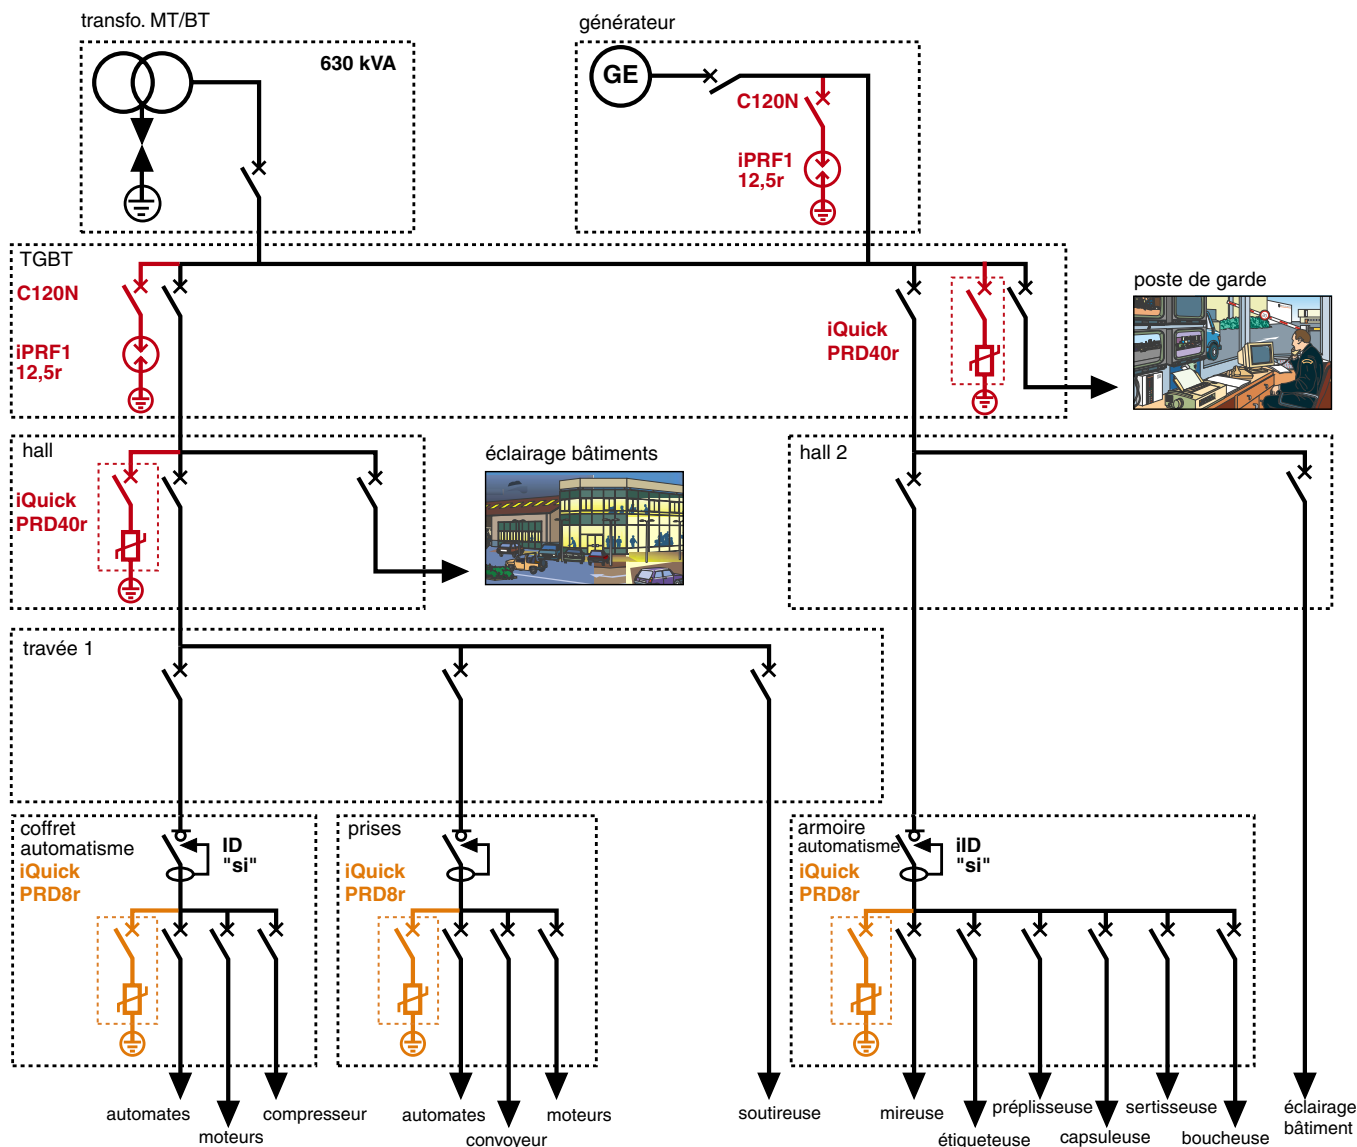 transfo. MT/BT
générateur
630 kVA
GE
C120N
iPRF1
12,5r
TGBT
C120N
iPRF1
12,5r
iQuick
PRD40r
poste de garde
hall
iQuick
PRD40r
éclairage bâtiments
hall 2
travée 1
coffret
automatisme
iQuick
PRD8r
ID
"si"
prises
iQuick
PRD8r
armoire
automatisme
iQuick
PRD8r
iID
"si"
automates
moteurs
compresseur
automates
convoyeur
moteurs
soutireuse
mireuse
étiqueteuse
préplisseuse
capsuleuse
sertisseuse
boucheuse
éclairage
bâtiment